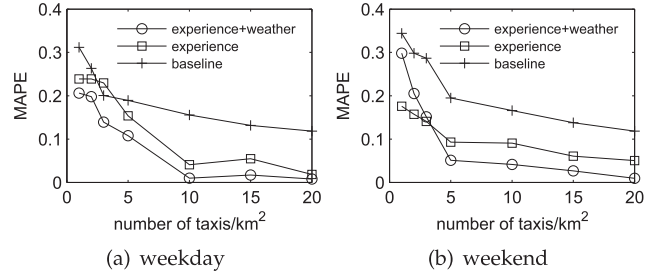 0.4
0.3
0.2
0.1
0
MAPE
experience+weather
experience
baseline
0 5 10 15 20
number of taxis/km²
(a) weekday
0.4
0.3
0.2
0.1
0
MAPE
experience+weather
experience
baseline
0 5 10 15 20
number of taxis/km²
(b) weekend